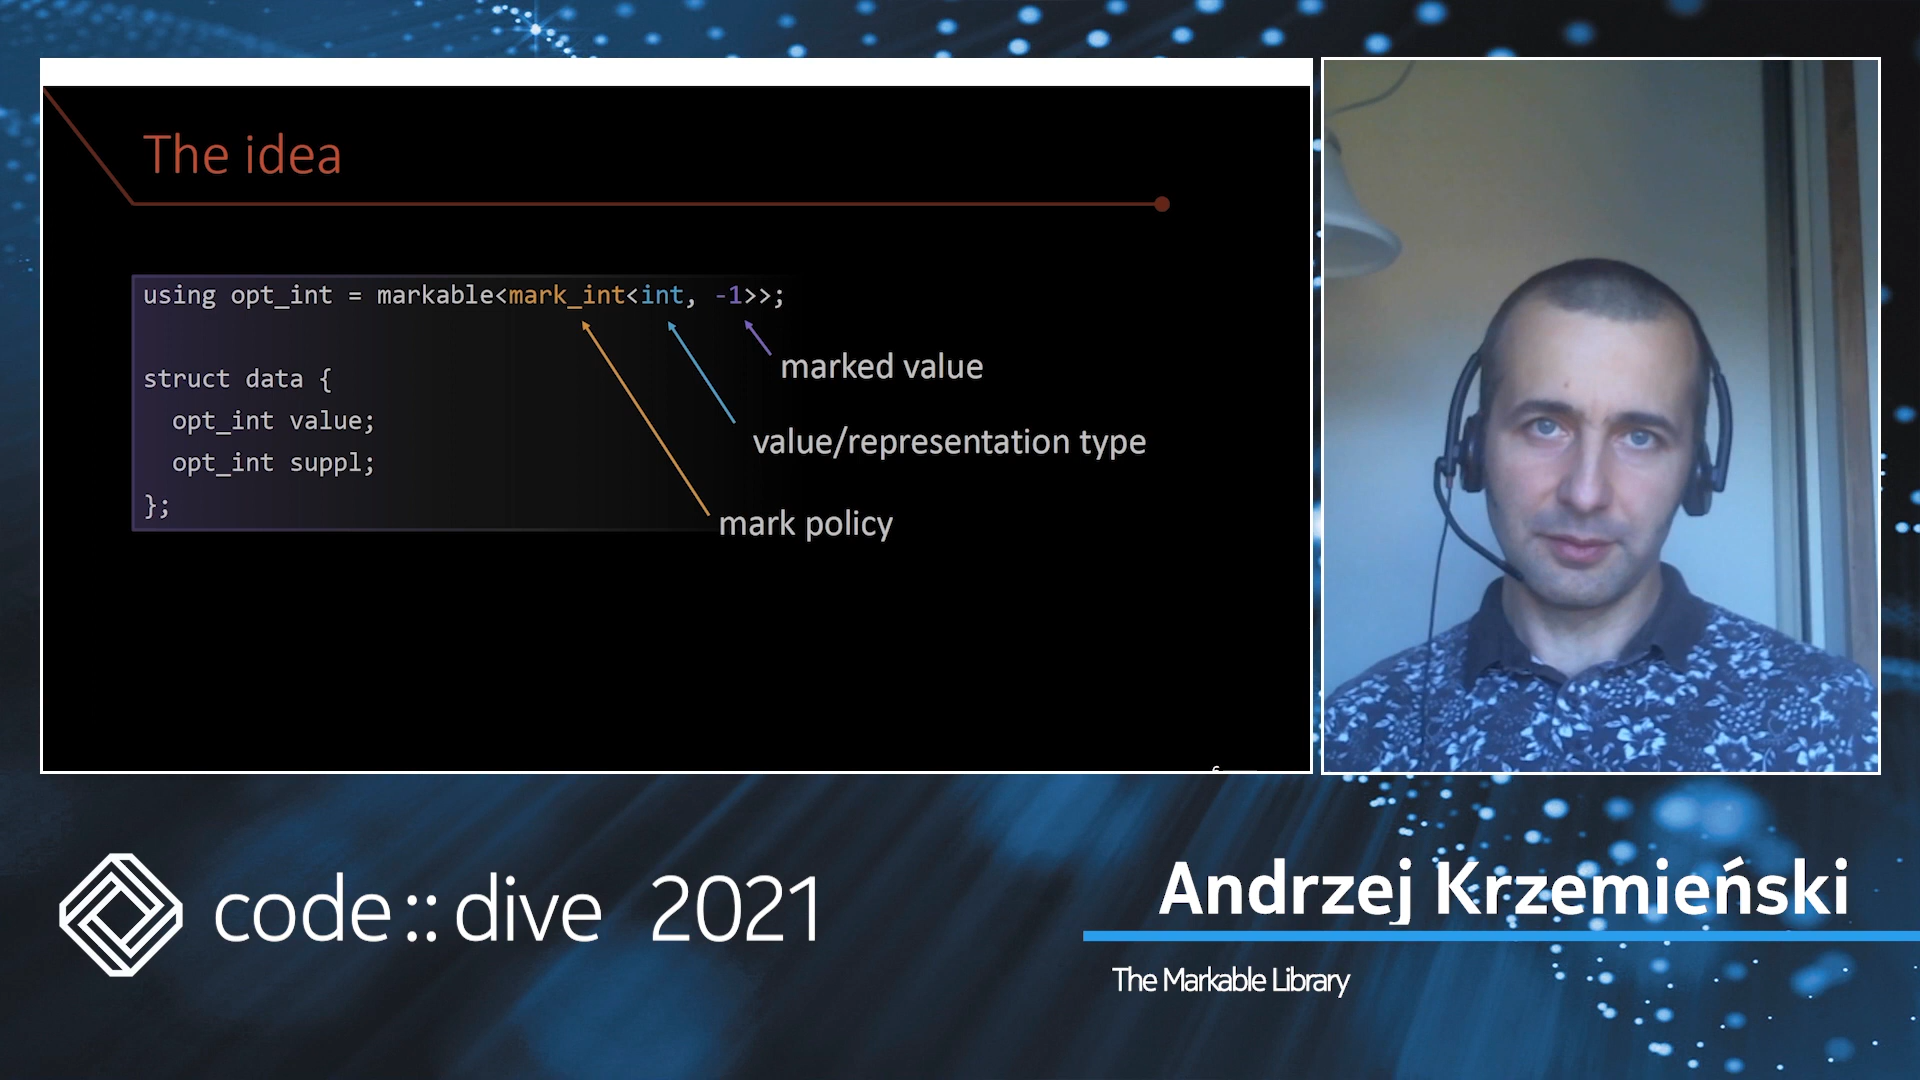 The idea
using opt_int = markable<mark_int<int, -1>>;
marked value
struct data {
opt_int value;
value/representation type
opt_int suppl;
};
mark policy
code::dive 2021
Andrzej Krzemieński
The Markable Library